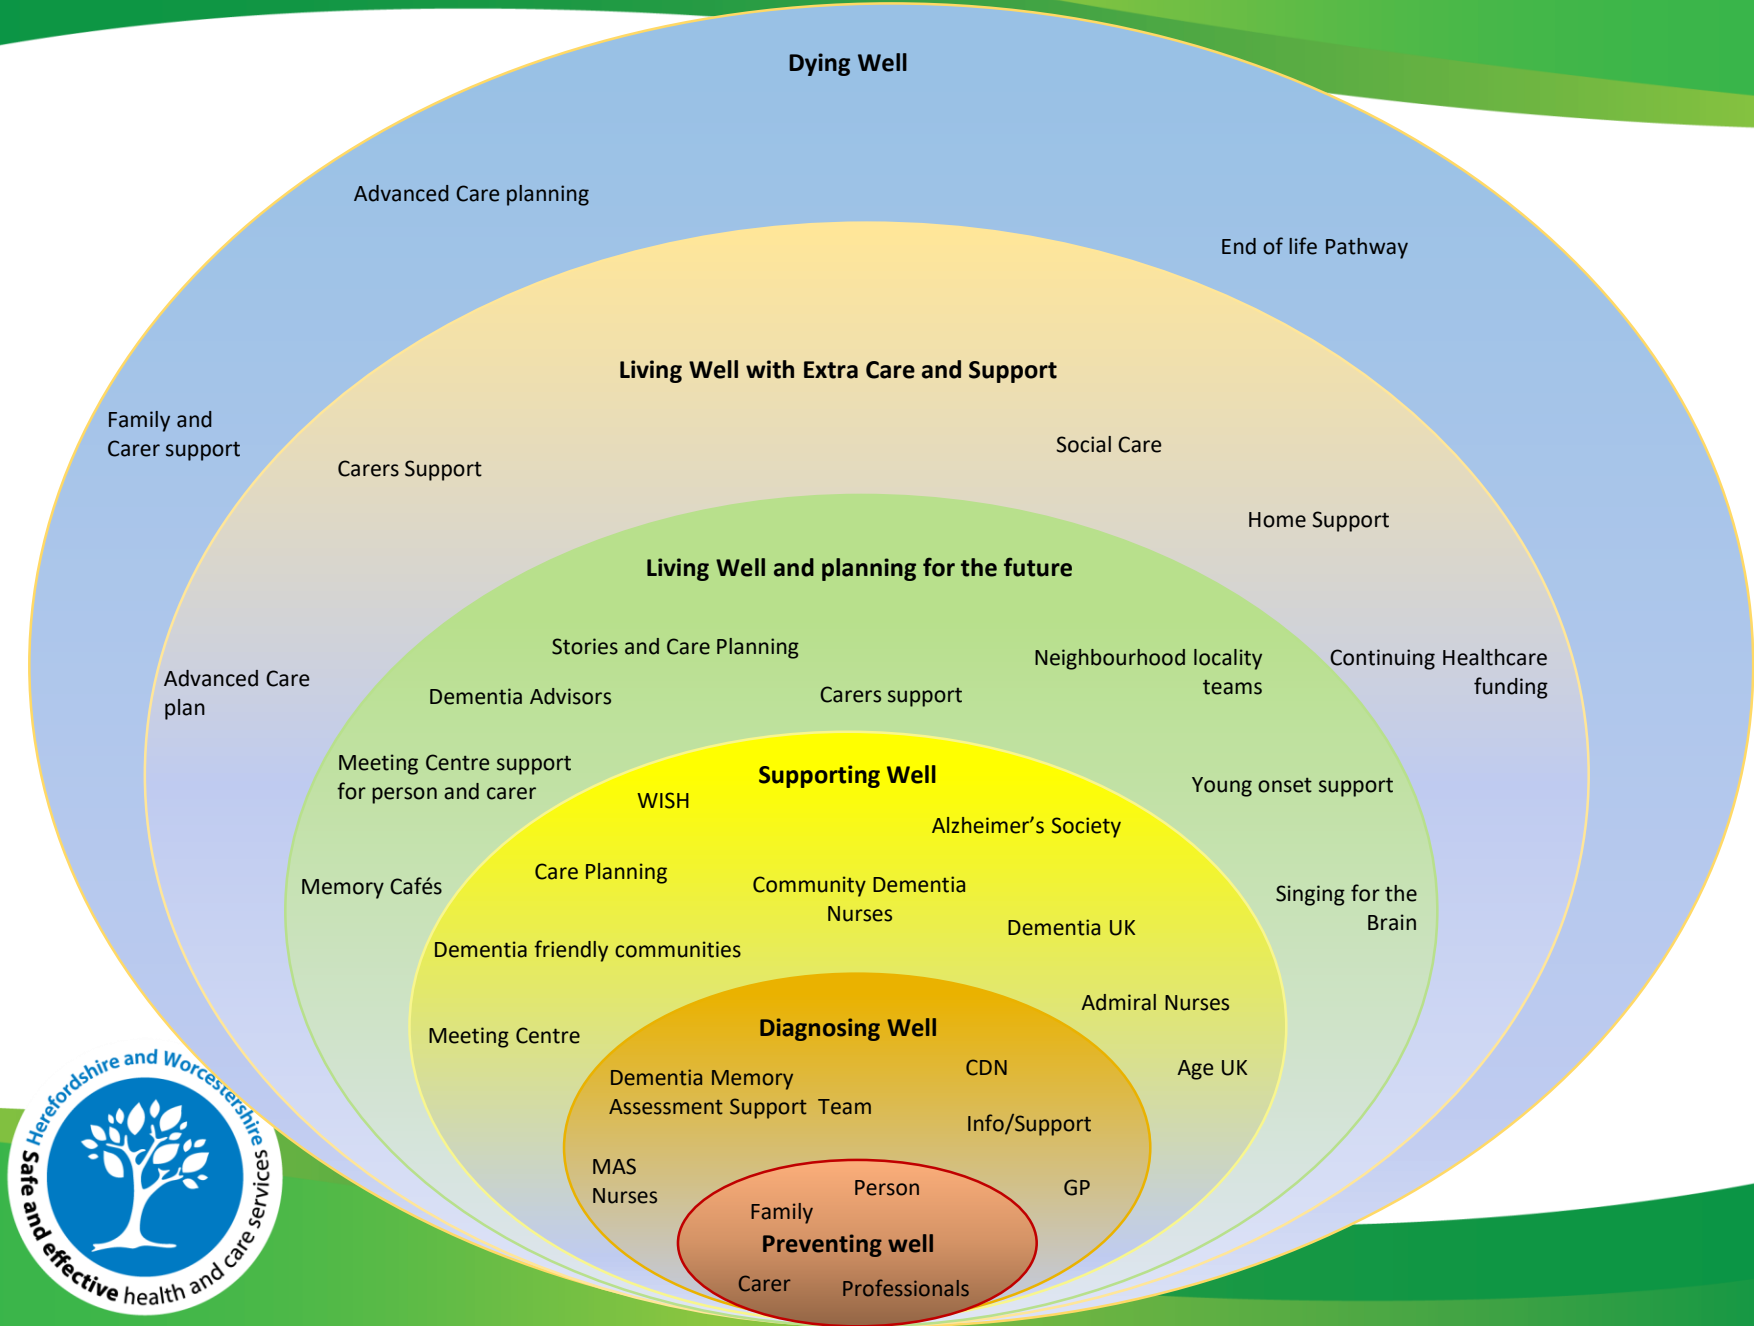 Dying Well
Advanced Care planning
End of life Pathway
Living Well with Extra Care and Support
Family and
Carer support
Carers Support
Social Care
Home Support
Living Well and planning for the future
Stories and Care Planning
Neighbourhood locality
teams
Continuing Healthcare
funding
Advanced Care
plan
Dementia Advisors
Carers support
Meeting Centre support
for person and carer
Supporting Well
WISH
Young onset support
Alzheimer’s Society
Care Planning
Memory Cafés
Community Dementia
Nurses
Singing for the
Brain
Dementia UK
Dementia friendly communities
Admiral Nurses
Diagnosing Well
Meeting Centre
CDN
Age UK
Dementia Memory
Assessment Support Team
Info/Support
MAS
Nurses
Person
GP
Family
Preventing well
Carer
Professionals
Herefordshire and Worcestershire
Safe and effective health and care services